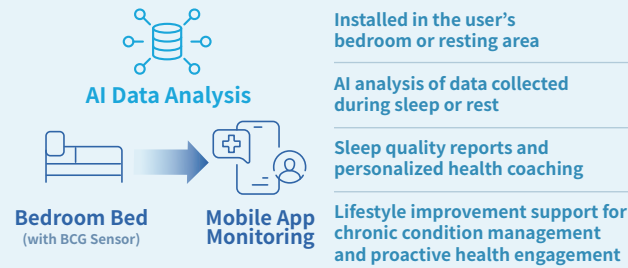 AI Data Analysis
Bedroom Bed
(with BCG Sensor)
Mobile App
Monitoring
Installed in the user’s
bedroom or resting area
AI analysis of data collected
during sleep or rest
Sleep quality reports and
personalized health coaching
Lifestyle improvement support for
chronic condition management
and proactive health engagement